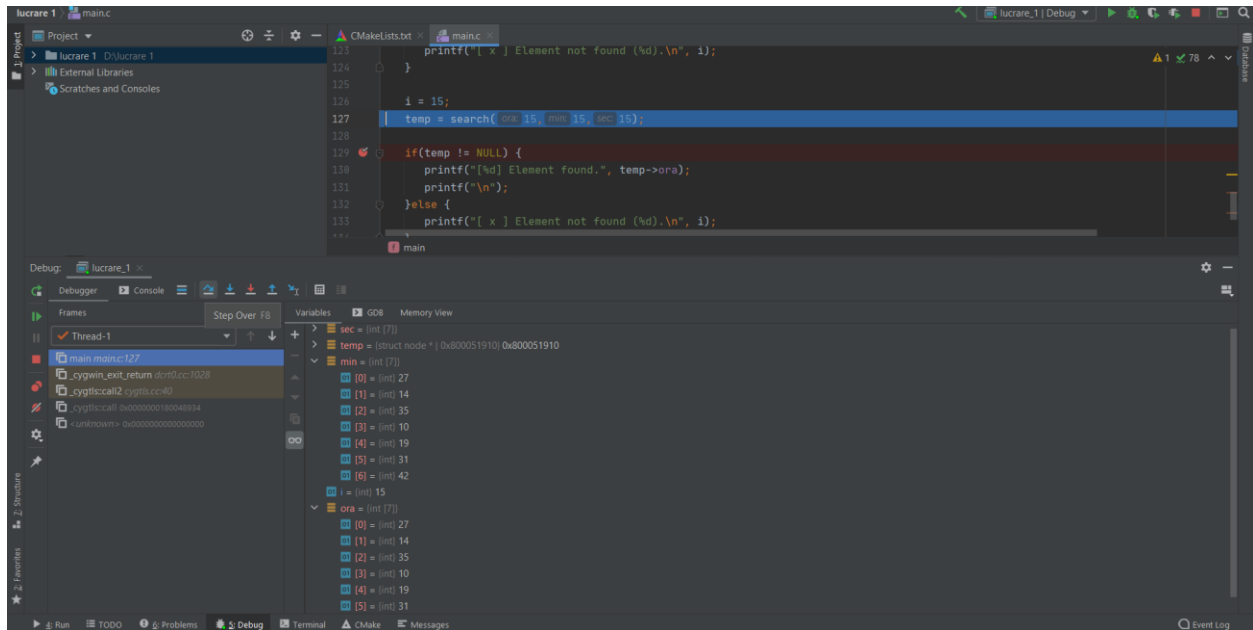 lucrare 1 main.c
lucrare_1 | Debug
1: Project
Project
CMakeLists.txt
main.c
Database
lucrare 1 D:\lucrare 1
External Libraries
Scratches and Consoles
1 78
123 printf("[ x ] Element not found (%d).\n", i);
124 }
125
126 i = 15;
127 temp = search( ora: 15, min: 15, sec: 15);
128
129 if(temp != NULL) {
130 printf("[%d] Element found.", temp->ora);
131 printf("\n");
132 }else {
133 printf("[ x ] Element not found (%d).\n", i);
134 }
main
Debug: lucrare_1
Debugger Console
Step Over F8
Frames
Variables GDB Memory View
Thread-1
main main.c:127
_cygwin_exit_return dcrt0.cc:1028
_cygtls::call2 cygtls.cc:40
_cygtls::call 0x0000000180048934
<unknown> 0x0000000000000000
sec = {int [7]}
temp = {struct node * | 0x800051910} 0x800051910
min = {int [7]}
[0] = {int} 27
[1] = {int} 14
[2] = {int} 35
[3] = {int} 10
[4] = {int} 19
[5] = {int} 31
[6] = {int} 42
i = {int} 15
ora = {int [7]}
[0] = {int} 27
[1] = {int} 14
[2] = {int} 35
[3] = {int} 10
[4] = {int} 19
[5] = {int} 31
7: Structure
2: Favorites
4: Run TODO 6: Problems 5: Debug Terminal CMake Messages
Event Log